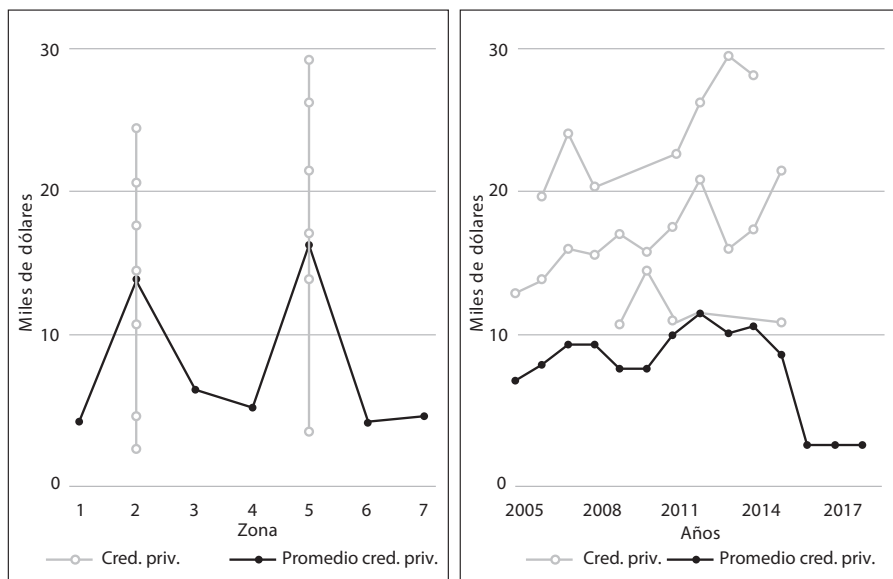 Miles de dólares
30
20
10
0
1 2 3 4 5 6 7
Zona
Cred. priv. Promedio cred. priv.
Miles de dólares
30
20
10
0
2005 2008 2011 2014 2017
Años
Cred. priv. Promedio cred. priv.